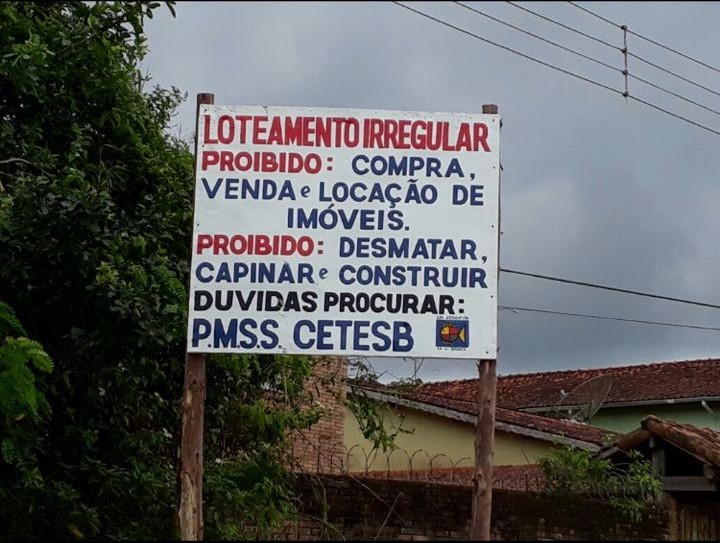 LOTEAMENTO IRREGULAR
PROIBIDO: COMPRA,
VENDA e LOCAÇÃO DE
IMÓVEIS.
PROIBIDO: DESMATAR,
CAPINAR e CONSTRUIR
DUVIDAS PROCURAR:
P.M.S.S. CETESB